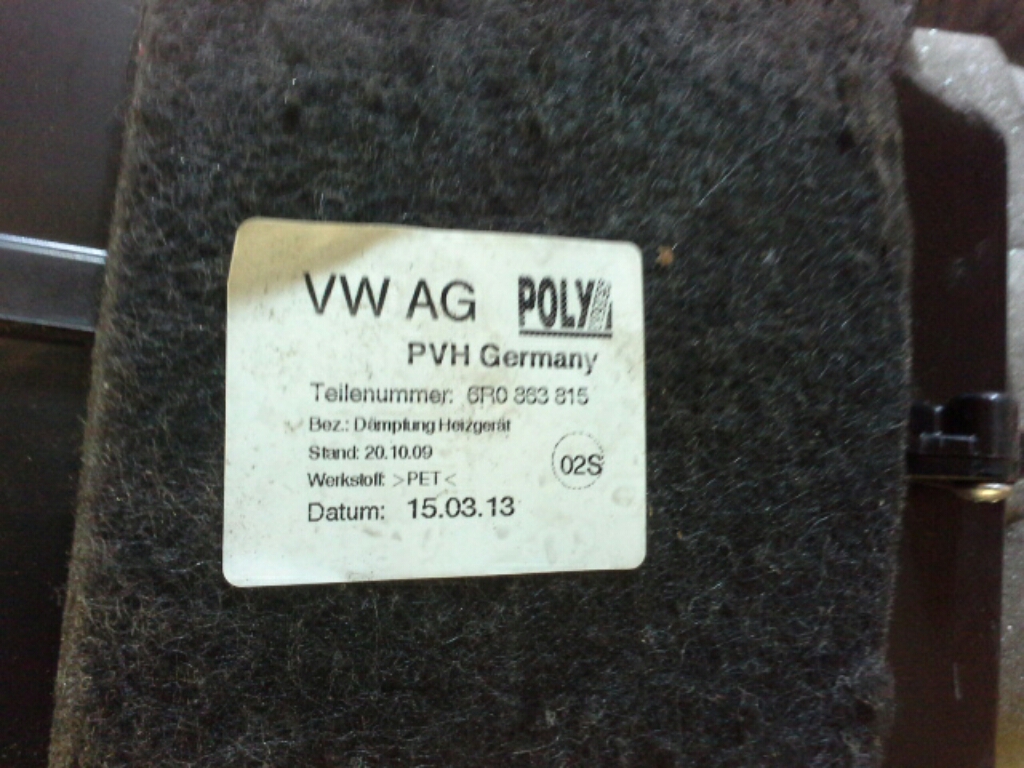 VW AG POLY
PVH Germany
Teilenummer: 6R0 863 815
Bez.: Dämpfung Heizgerät
Stand: 20.10.09
02S
Werkstoff: >PET<
Datum: 15.03.13